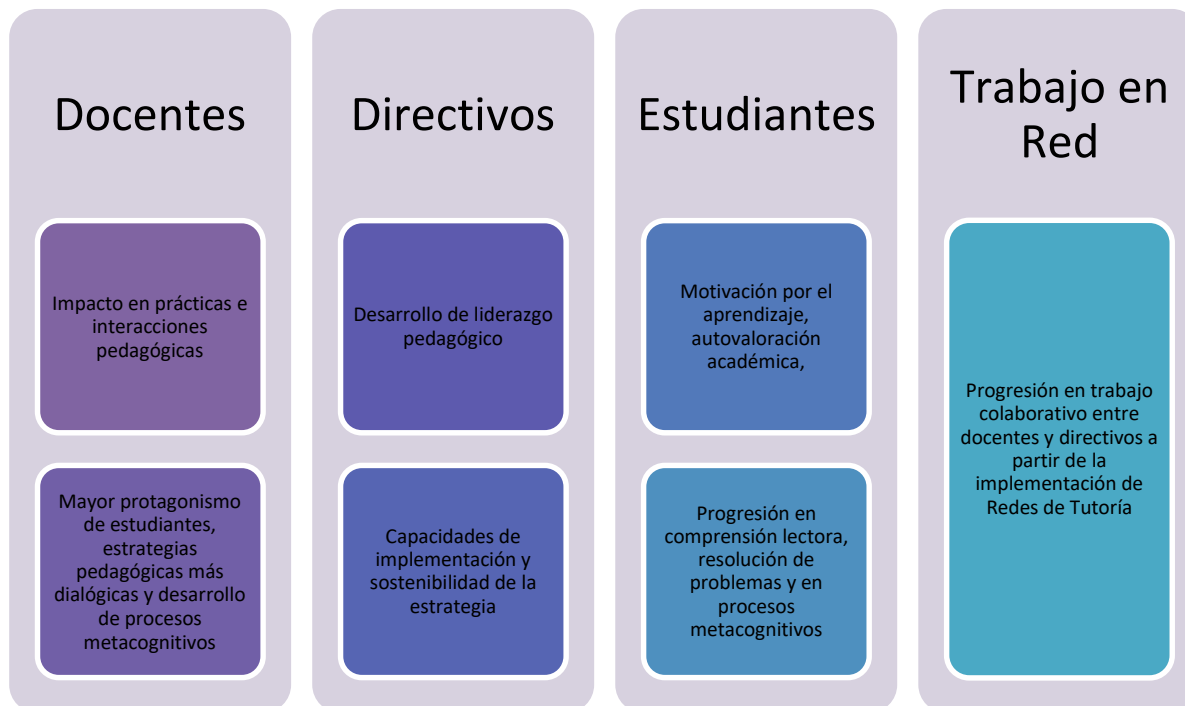 Docentes
Impacto en prácticas e
interacciones
pedagógicas
Mayor protagonismo
de estudiantes,
estrategias
pedagógicas más
dialógicas y desarrollo
de procesos
metacognitivos
Directivos
Desarrollo de liderazgo
pedagógico
Capacidades de
implementación y
sostenibilidad de la
estrategia
Estudiantes
Motivación por el
aprendizaje,
autovaloración
académica,
Progresión en
comprensión lectora,
resolución de
problemas y en
procesos
metacognitivos
Trabajo en
Red
Progresión en trabajo
colaborativo entre
docentes y directivos a
partir de la
implementación de
Redes de Tutoría